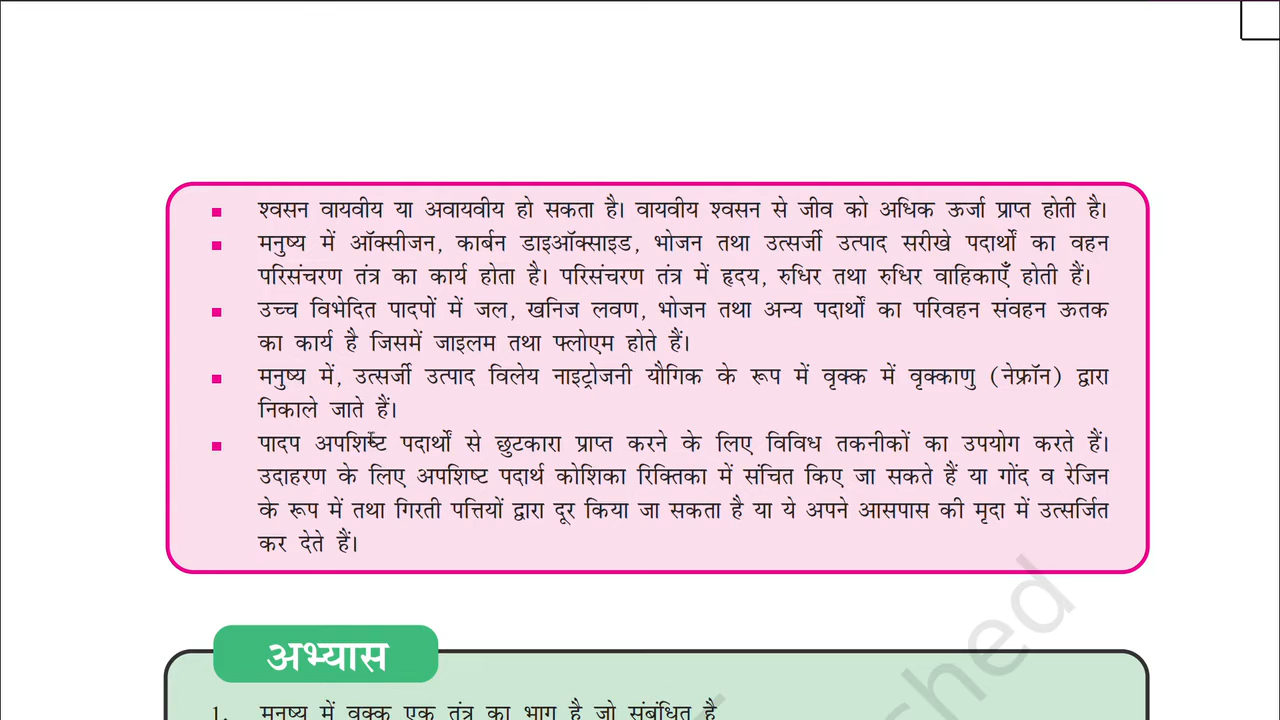 ▪ श्वसन वायवीय या अवायवीय हो सकता है। वायवीय श्वसन से जीव को अधिक ऊर्जा प्राप्त होती है।
▪ मनुष्य में ऑक्सीजन, कार्बन डाइऑक्साइड, भोजन तथा उत्सर्जी उत्पाद सरीखे पदार्थों का वहन
परिसंचरण तंत्र का कार्य होता है। परिसंचरण तंत्र में हृदय, रुधिर तथा रुधिर वाहिकाएँ होती हैं।
▪ उच्च विभेदित पादपों में जल, खनिज लवण, भोजन तथा अन्य पदार्थों का परिवहन संवहन ऊतक
का कार्य है जिसमें जाइलम तथा फ्लोएम होते हैं।
▪ मनुष्य में, उत्सर्जी उत्पाद विलेय नाइट्रोजनी यौगिक के रूप में वृक्क में वृक्काणु (नेफ्रॉन) द्वारा
निकाले जाते हैं।
▪ पादप अपशिष्ट पदार्थों से छुटकारा प्राप्त करने के लिए विविध तकनीकों का उपयोग करते हैं।
उदाहरण के लिए अपशिष्ट पदार्थ कोशिका रिक्तिका में संचित किए जा सकते हैं या गोंद व रेजिन
के रूप में तथा गिरती पत्तियों द्वारा दूर किया जा सकता है या ये अपने आसपास की मृदा में उत्सर्जित
कर देते हैं।
अभ्यास
1. मनुष्य में वृक्क एक तंत्र का भाग है जो संबंधित है